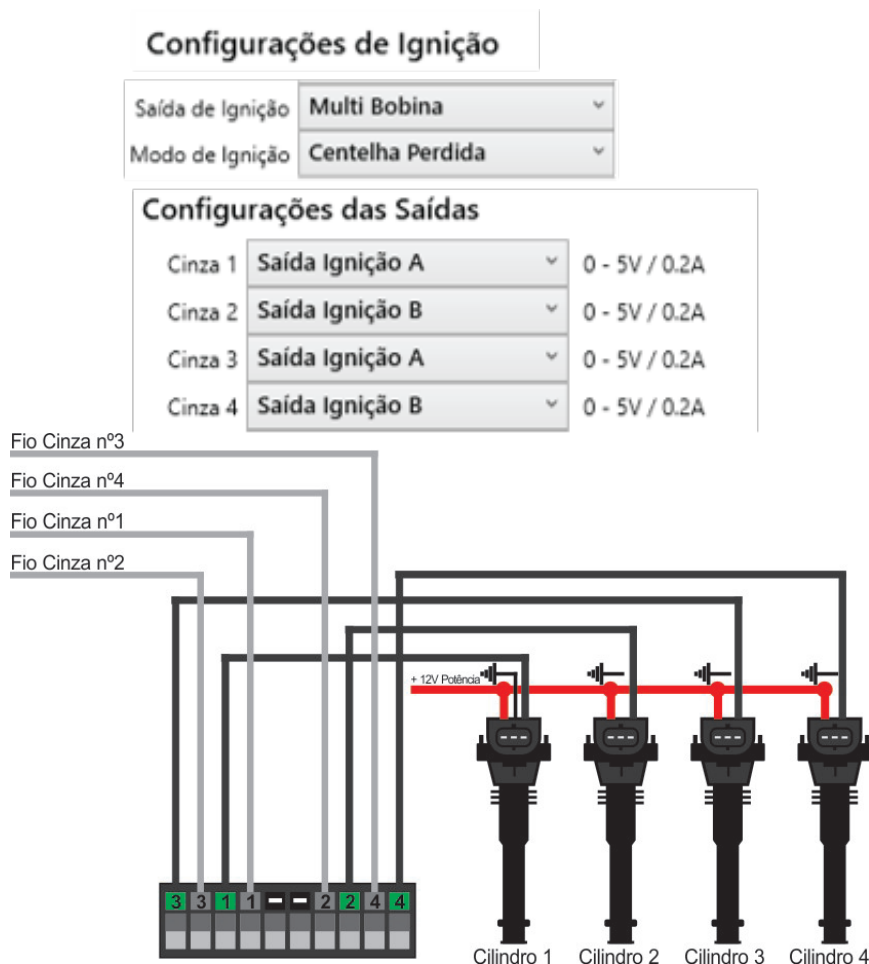 Configurações de Ignição
Saída de Ignição Multi Bobina
Modo de Ignição Centelha Perdida
Configurações das Saídas
Cinza 1 Saída Ignição A 0 - 5V / 0.2A
Cinza 2 Saída Ignição B 0 - 5V / 0.2A
Cinza 3 Saída Ignição A 0 - 5V / 0.2A
Cinza 4 Saída Ignição B 0 - 5V / 0.2A
Fio Cinza nº3
Fio Cinza nº4
Fio Cinza nº1
Fio Cinza nº2
+ 12V Potência
3 3 1 1 - - 2 2 4 4
Cilindro 1 Cilindro 2 Cilindro 3 Cilindro 4